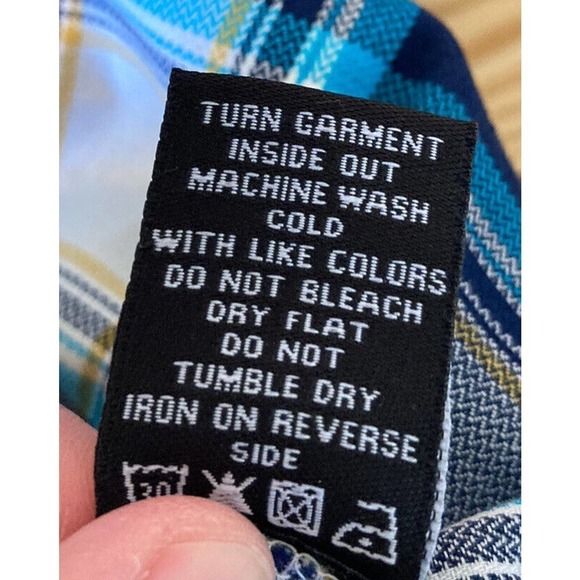 TURN GARMENT
INSIDE OUT
MACHINE WASH
COLD
WITH LIKE COLORS
DO NOT BLEACH
DRY FLAT
DO NOT
TUMBLE DRY
IRON ON REVERSE
SIDE
30